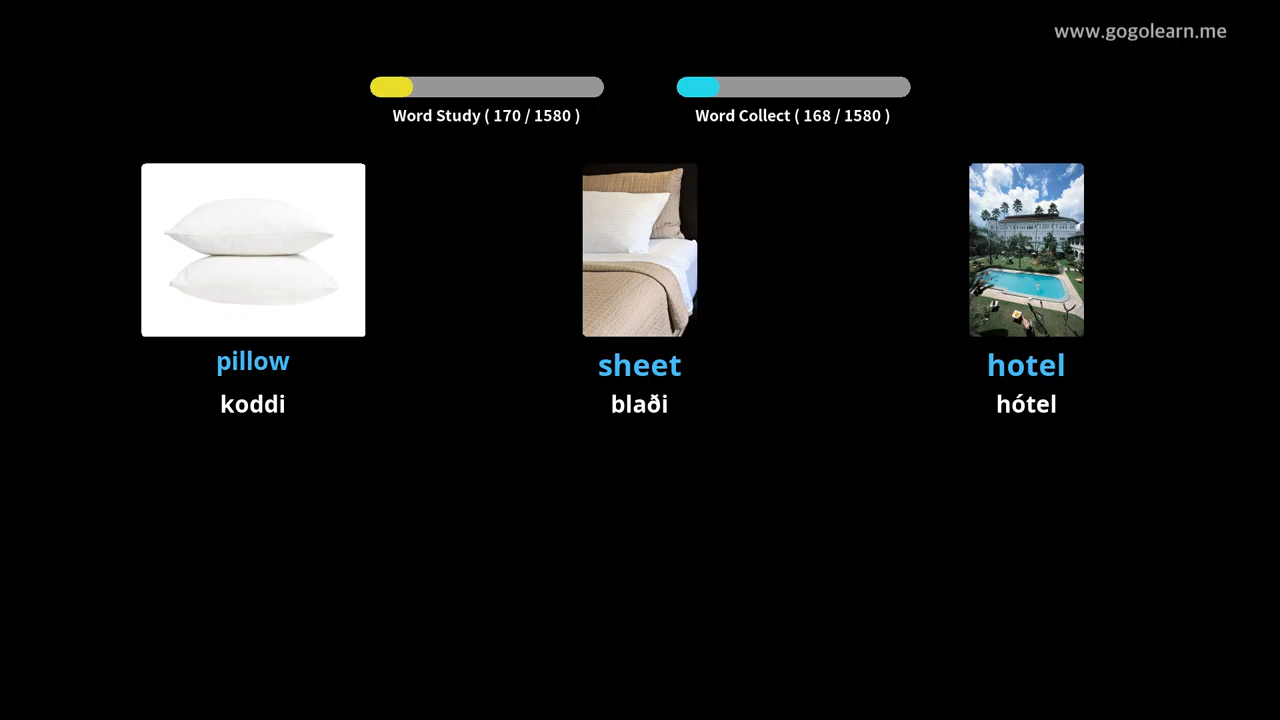 www.gogolearn.me
Word Study ( 170 / 1580 )
Word Collect ( 168 / 1580 )
pillow
koddi
sheet
blaði
hotel
hótel